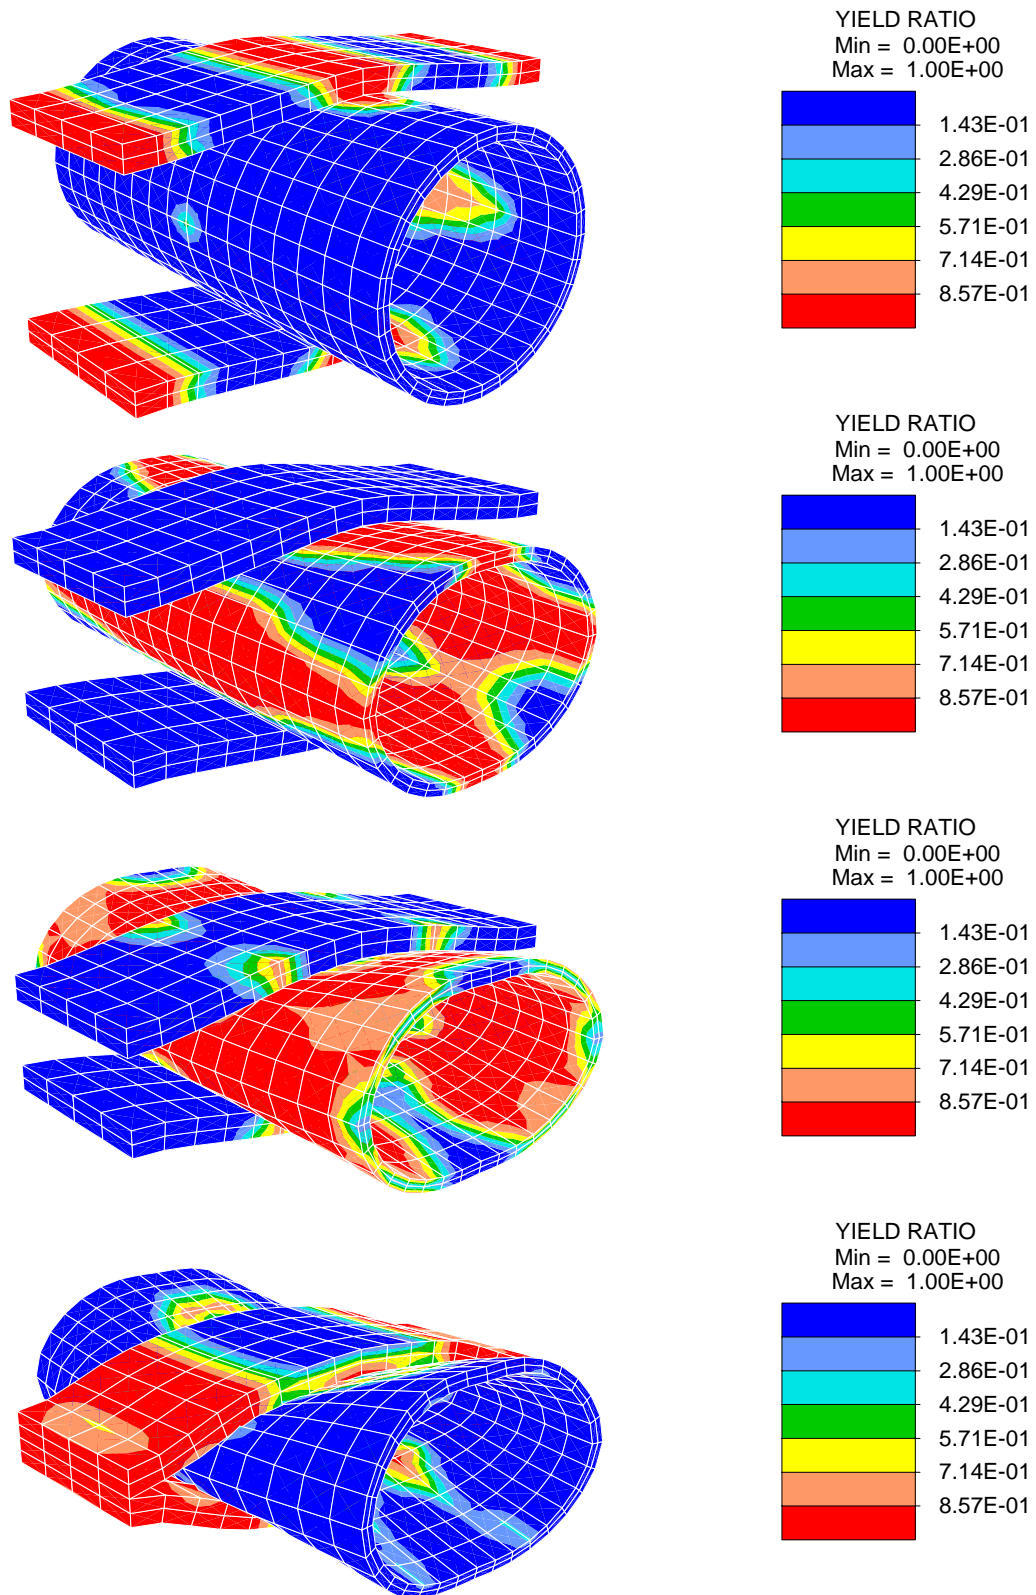 YIELD RATIO
Min = 0.00E+00
Max = 1.00E+00
1.43E-01
2.86E-01
4.29E-01
5.71E-01
7.14E-01
8.57E-01
YIELD RATIO
Min = 0.00E+00
Max = 1.00E+00
1.43E-01
2.86E-01
4.29E-01
5.71E-01
7.14E-01
8.57E-01
YIELD RATIO
Min = 0.00E+00
Max = 1.00E+00
1.43E-01
2.86E-01
4.29E-01
5.71E-01
7.14E-01
8.57E-01
YIELD RATIO
Min = 0.00E+00
Max = 1.00E+00
1.43E-01
2.86E-01
4.29E-01
5.71E-01
7.14E-01
8.57E-01